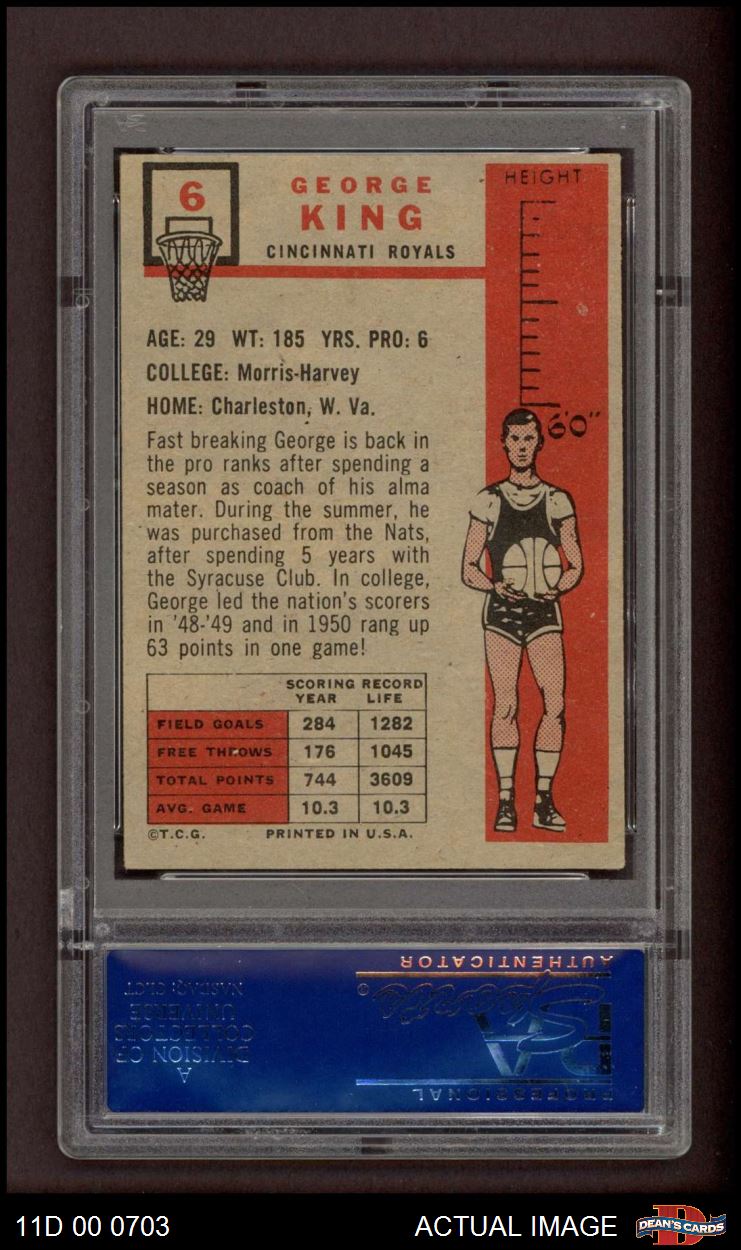 6
GEORGE
KING
CINCINNATI ROYALS
HEIGHT
6'0"
AGE: 29 WT: 185 YRS. PRO: 6
COLLEGE: Morris-Harvey
HOME: Charleston, W. Va.
Fast breaking George is back in
the pro ranks after spending a
season as coach of his alma
mater. During the summer, he
was purchased from the Nats,
after spending 5 years with
the Syracuse Club. In college,
George led the nation's scorers
in '48-'49 and in 1950 rang up
63 points in one game!
SCORING RECORD
YEAR LIFE
FIELD GOALS 284 1282
FREE THROWS 176 1045
TOTAL POINTS 744 3609
AVG. GAME 10.3 10.3
©T.C.G. PRINTED IN U.S.A.
PROFESSIONAL
PSA
Sports
AUTHENTICATOR
A
DIVISION OF
COLLECTORS
UNIVERSE
NASDAQ: CLCT
11D 00 0703
ACTUAL IMAGE
D
DEAN'S CARDS